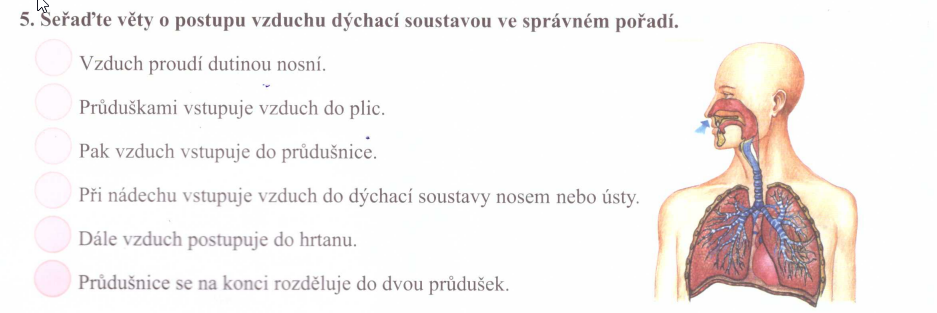 5. Seřaďte věty o postupu vzduchu dýchací soustavou ve správném pořadí.
Vzduch proudí dutinou nosní.
Průduškami vstupuje vzduch do plic.
Pak vzduch vstupuje do průdušnice.
Při nádechu vstupuje vzduch do dýchací soustavy nosem nebo ústy.
Dále vzduch postupuje do hrtanu.
Průdušnice se na konci rozděluje do dvou průdušek.